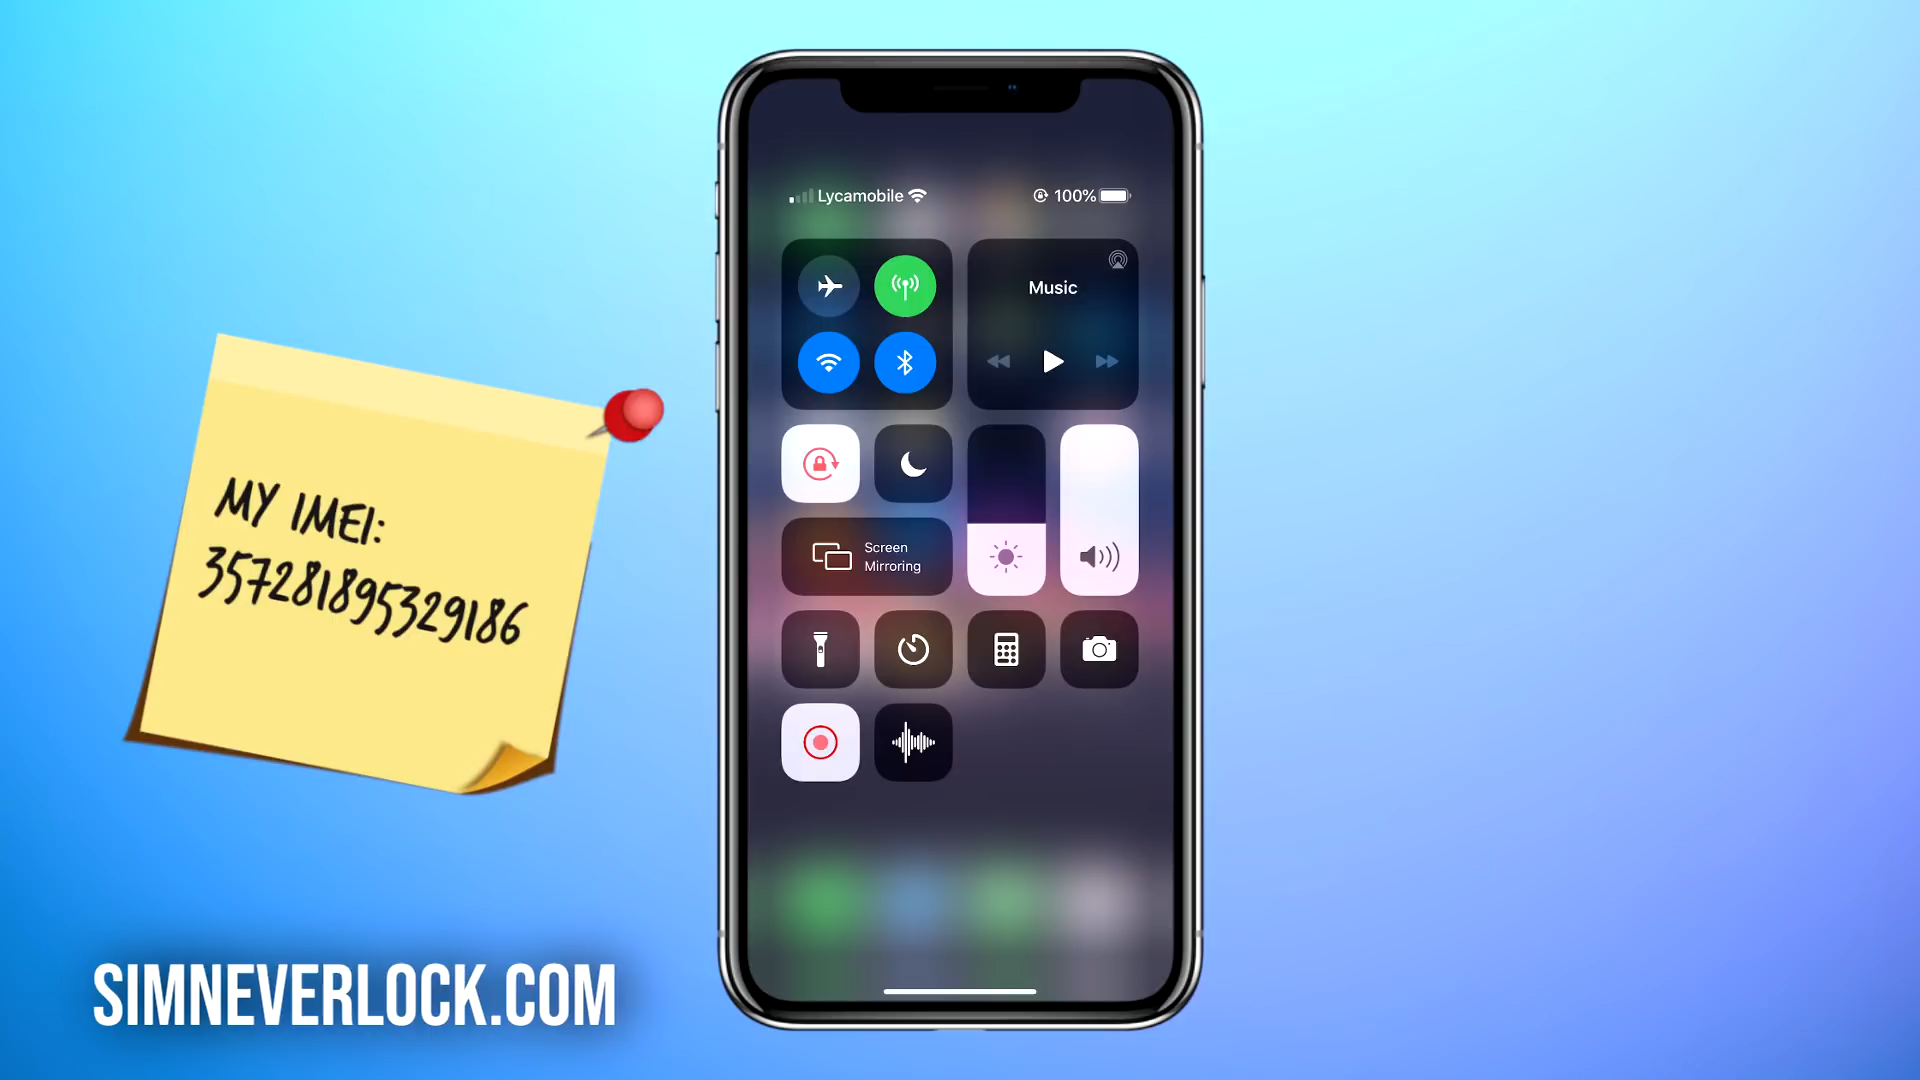 Lycamobile
100%
Music
MY IMEI:
357281895329186
Screen
Mirroring
SIMNEVERLOCK.COM